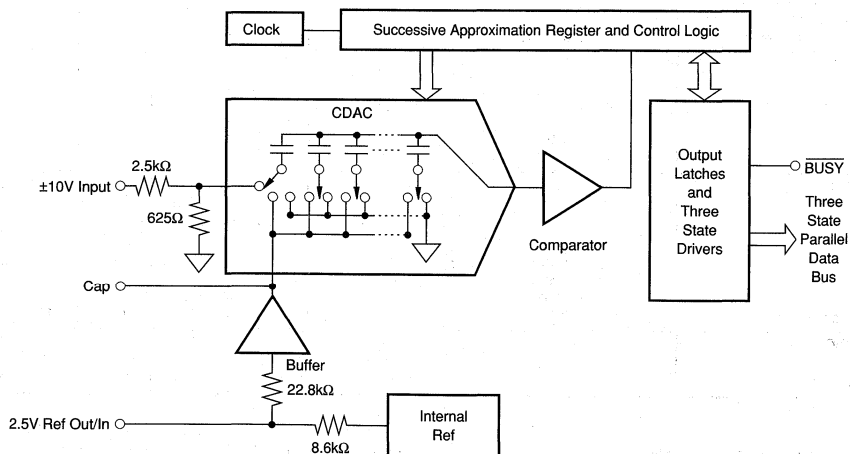 Clock
Successive Approximation Register and Control Logic
CDAC
2.5kΩ
±10V Input
625Ω
Comparator
Output
Latches
and
Three
State
Drivers
BUSY
Three
State
Parallel
Data
Bus
Cap
Buffer
22.8kΩ
2.5V Ref Out/In
8.6kΩ
Internal
Ref